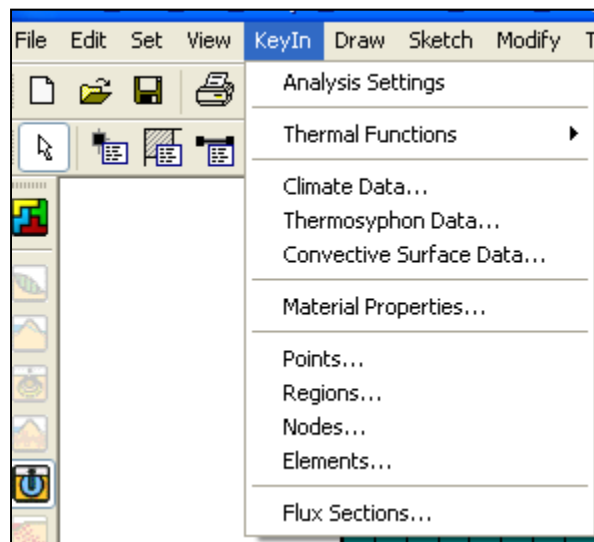 File Edit Set View KeyIn Draw Sketch Modify
Analysis Settings
Thermal Functions
Climate Data...
Thermosyphon Data...
Convective Surface Data...
Material Properties...
Points...
Regions...
Nodes...
Elements...
Flux Sections...